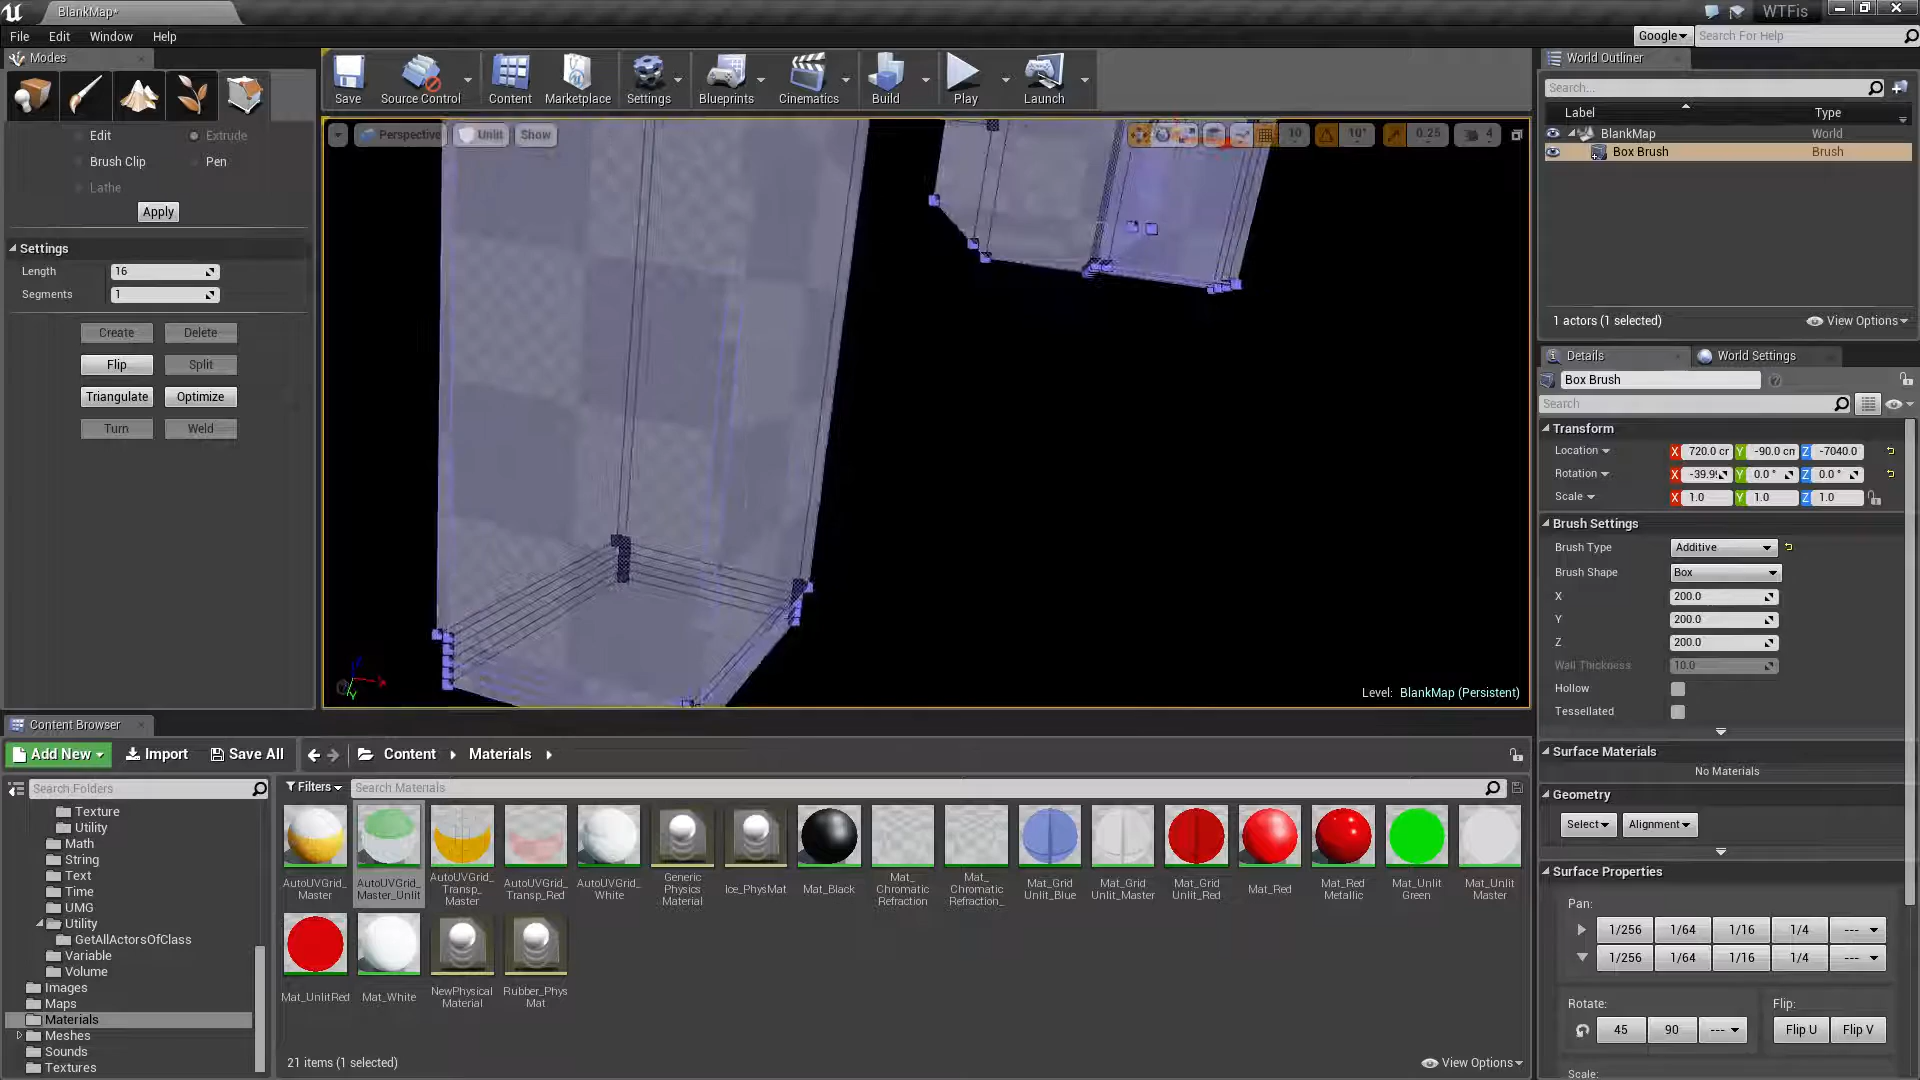 BlankMap*
WTFis
File Edit Window Help
Google
Search For Help
Modes
Edit
Extrude
Brush Clip
Pen
Lathe
Apply
Settings
Length 16
Segments 1
Create Delete
Flip Split
Triangulate Optimize
Turn Weld
Save
Source Control
Content
Marketplace
Settings
Blueprints
Cinematics
Build
Play
Launch
Perspective
Unlit
Show
10
10°
0.25
4
Level: BlankMap (Persistent)
World Outliner
Search...
Label Type
BlankMap World
Box Brush Brush
1 actors (1 selected)
View Options
Details
World Settings
Box Brush
Search
Transform
Location X 720.0 cm Y -90.0 cm Z -7040.0
Rotation X -39.9 Y 0.0 ° Z 0.0 °
Scale X 1.0 Y 1.0 Z 1.0
Brush Settings
Brush Type Additive
Brush Shape Box
X 200.0
Y 200.0
Z 200.0
Wall Thickness 10.0
Hollow
Tessellated
Surface Materials
No Materials
Geometry
Select Alignment
Surface Properties
Pan:
1/256 1/64 1/16 1/4 ---
1/256 1/64 1/16 1/4 ---
Rotate: Flip:
45 90 --- Flip U Flip V
Scale:
Content Browser
Add New Import Save All Content Materials
Search Folders
Texture
Utility
Math
String
Text
Time
UMG
Utility
GetAllActorsOfClass
Variable
Volume
Images
Maps
Materials
Meshes
Sounds
Textures
Filters
Search Materials
AutoUVGrid_
Master
AutoUVGrid_
Master_Unlit
AutoUVGrid_
Transp_
Master
AutoUVGrid_
Transp_Red
AutoUVGrid_
White
Generic
Physics
Material
Ice_PhysMat
Mat_Black
Mat_
Chromatic
Refraction
Mat_
Chromatic
Refraction_
Mat_Grid
Unlit_Blue
Mat_Grid
Unlit_Master
Mat_Grid
Unlit_Red
Mat_Red
Mat_Red
Metallic
Mat_Unlit
Green
Mat_Unlit
Master
Mat_UnlitRed
Mat_White
NewPhysical
Material
Rubber_Phys
Mat
21 items (1 selected)
View Options